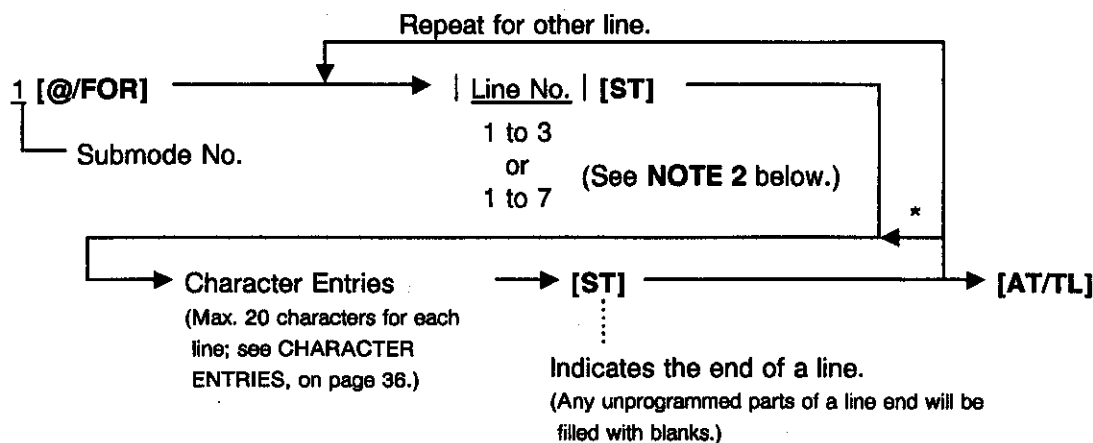 Repeat for other line.
1 [@/FOR] | Line No. | [ST]
Submode No.
1 to 3
or
1 to 7
(See NOTE 2 below.)
*
Character Entries [ST] [AT/TL]
(Max. 20 characters for each
line; see CHARACTER
ENTRIES, on page 36.)
Indicates the end of a line.
(Any unprogrammed parts of a line end will be
filled with blanks.)